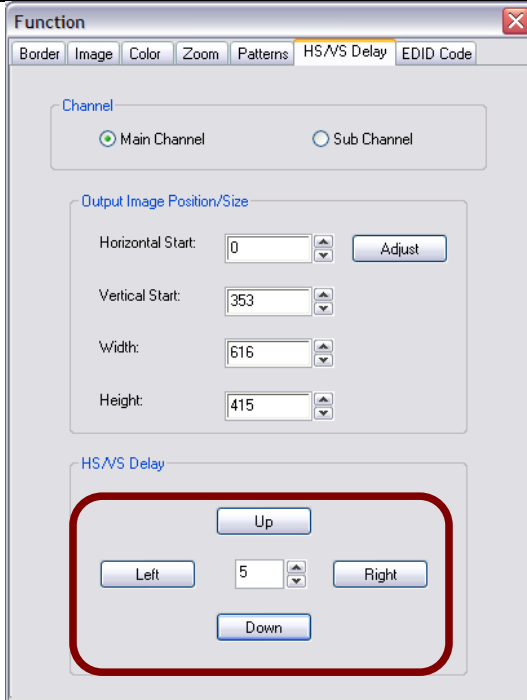 Function
Border Image Color Zoom Patterns HS/VS Delay EDID Code
Channel
Main Channel Sub Channel
Output Image Position/Size
Horizontal Start: 0 Adjust
Vertical Start: 353
Width: 616
Height: 415
HS/VS Delay
Up
Left 5 Right
Down